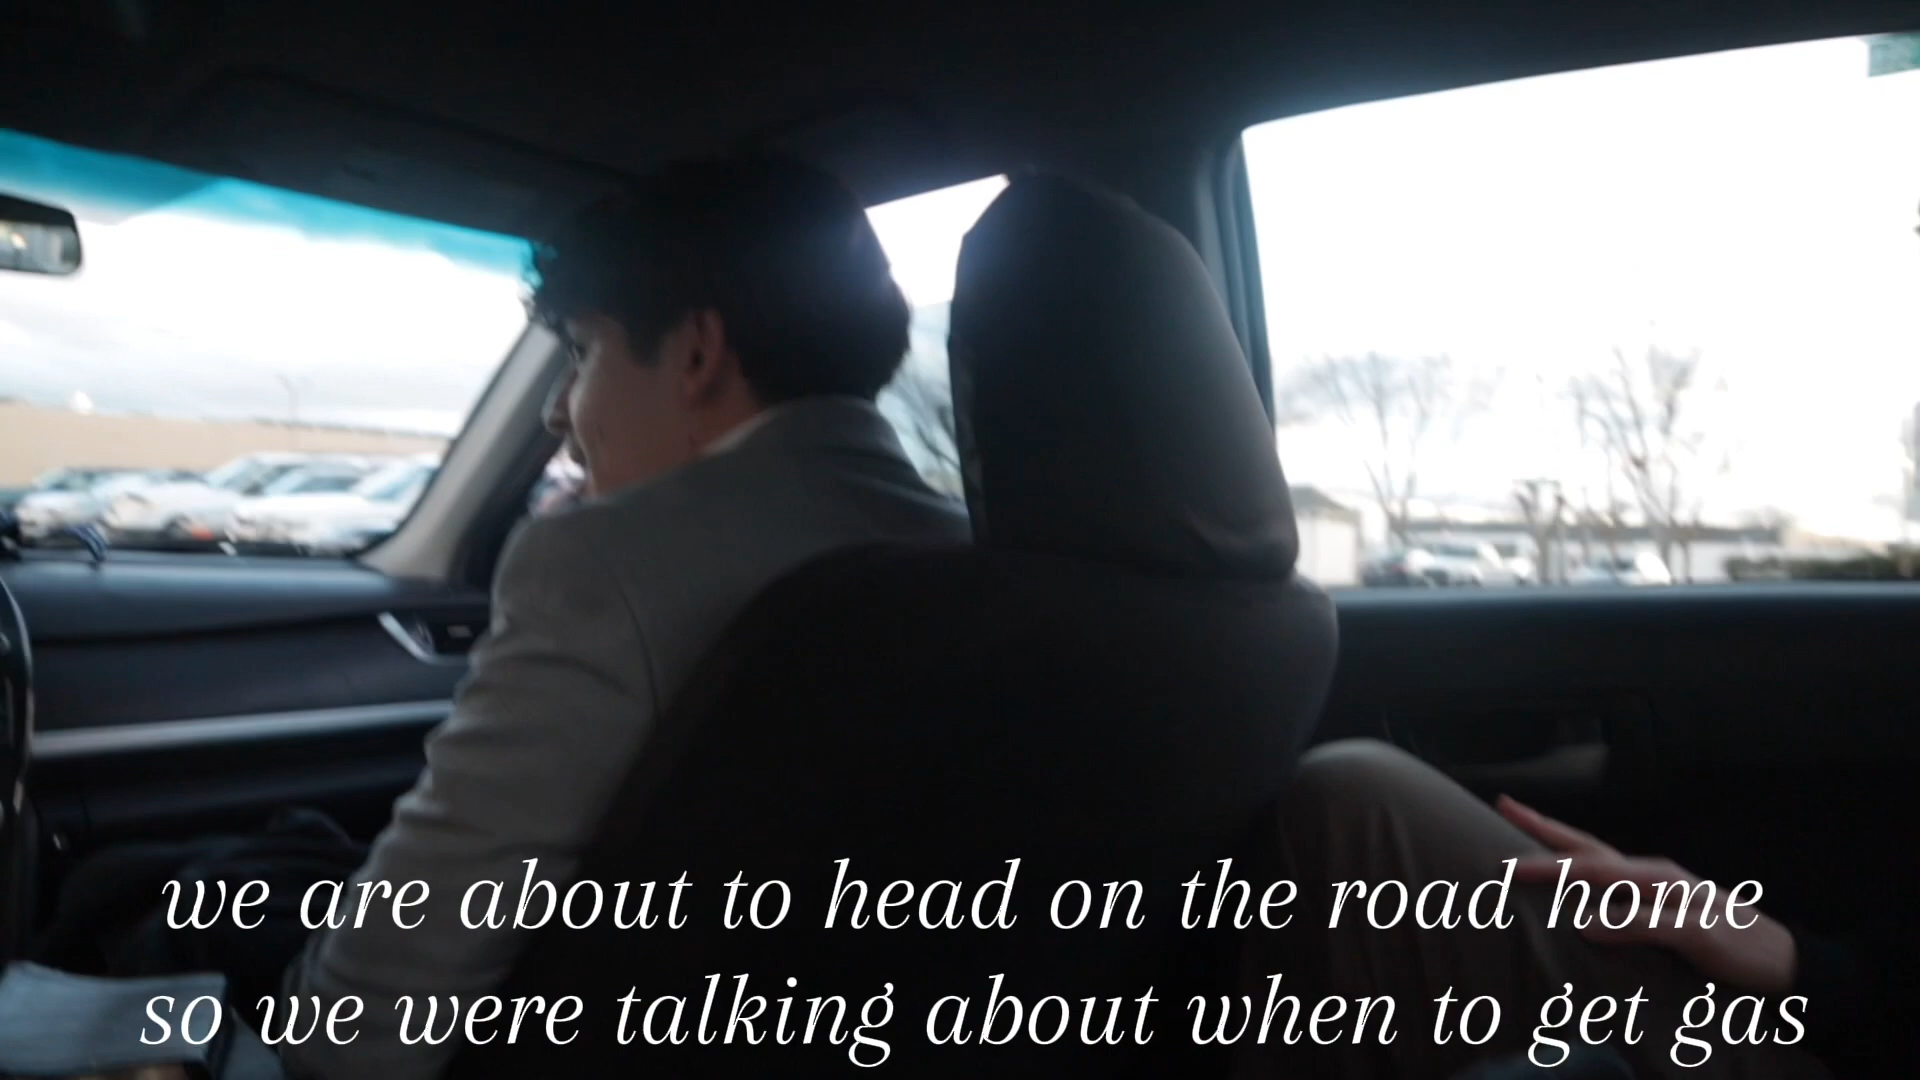 we are about to head on the road home
so we were talking about when to get gas